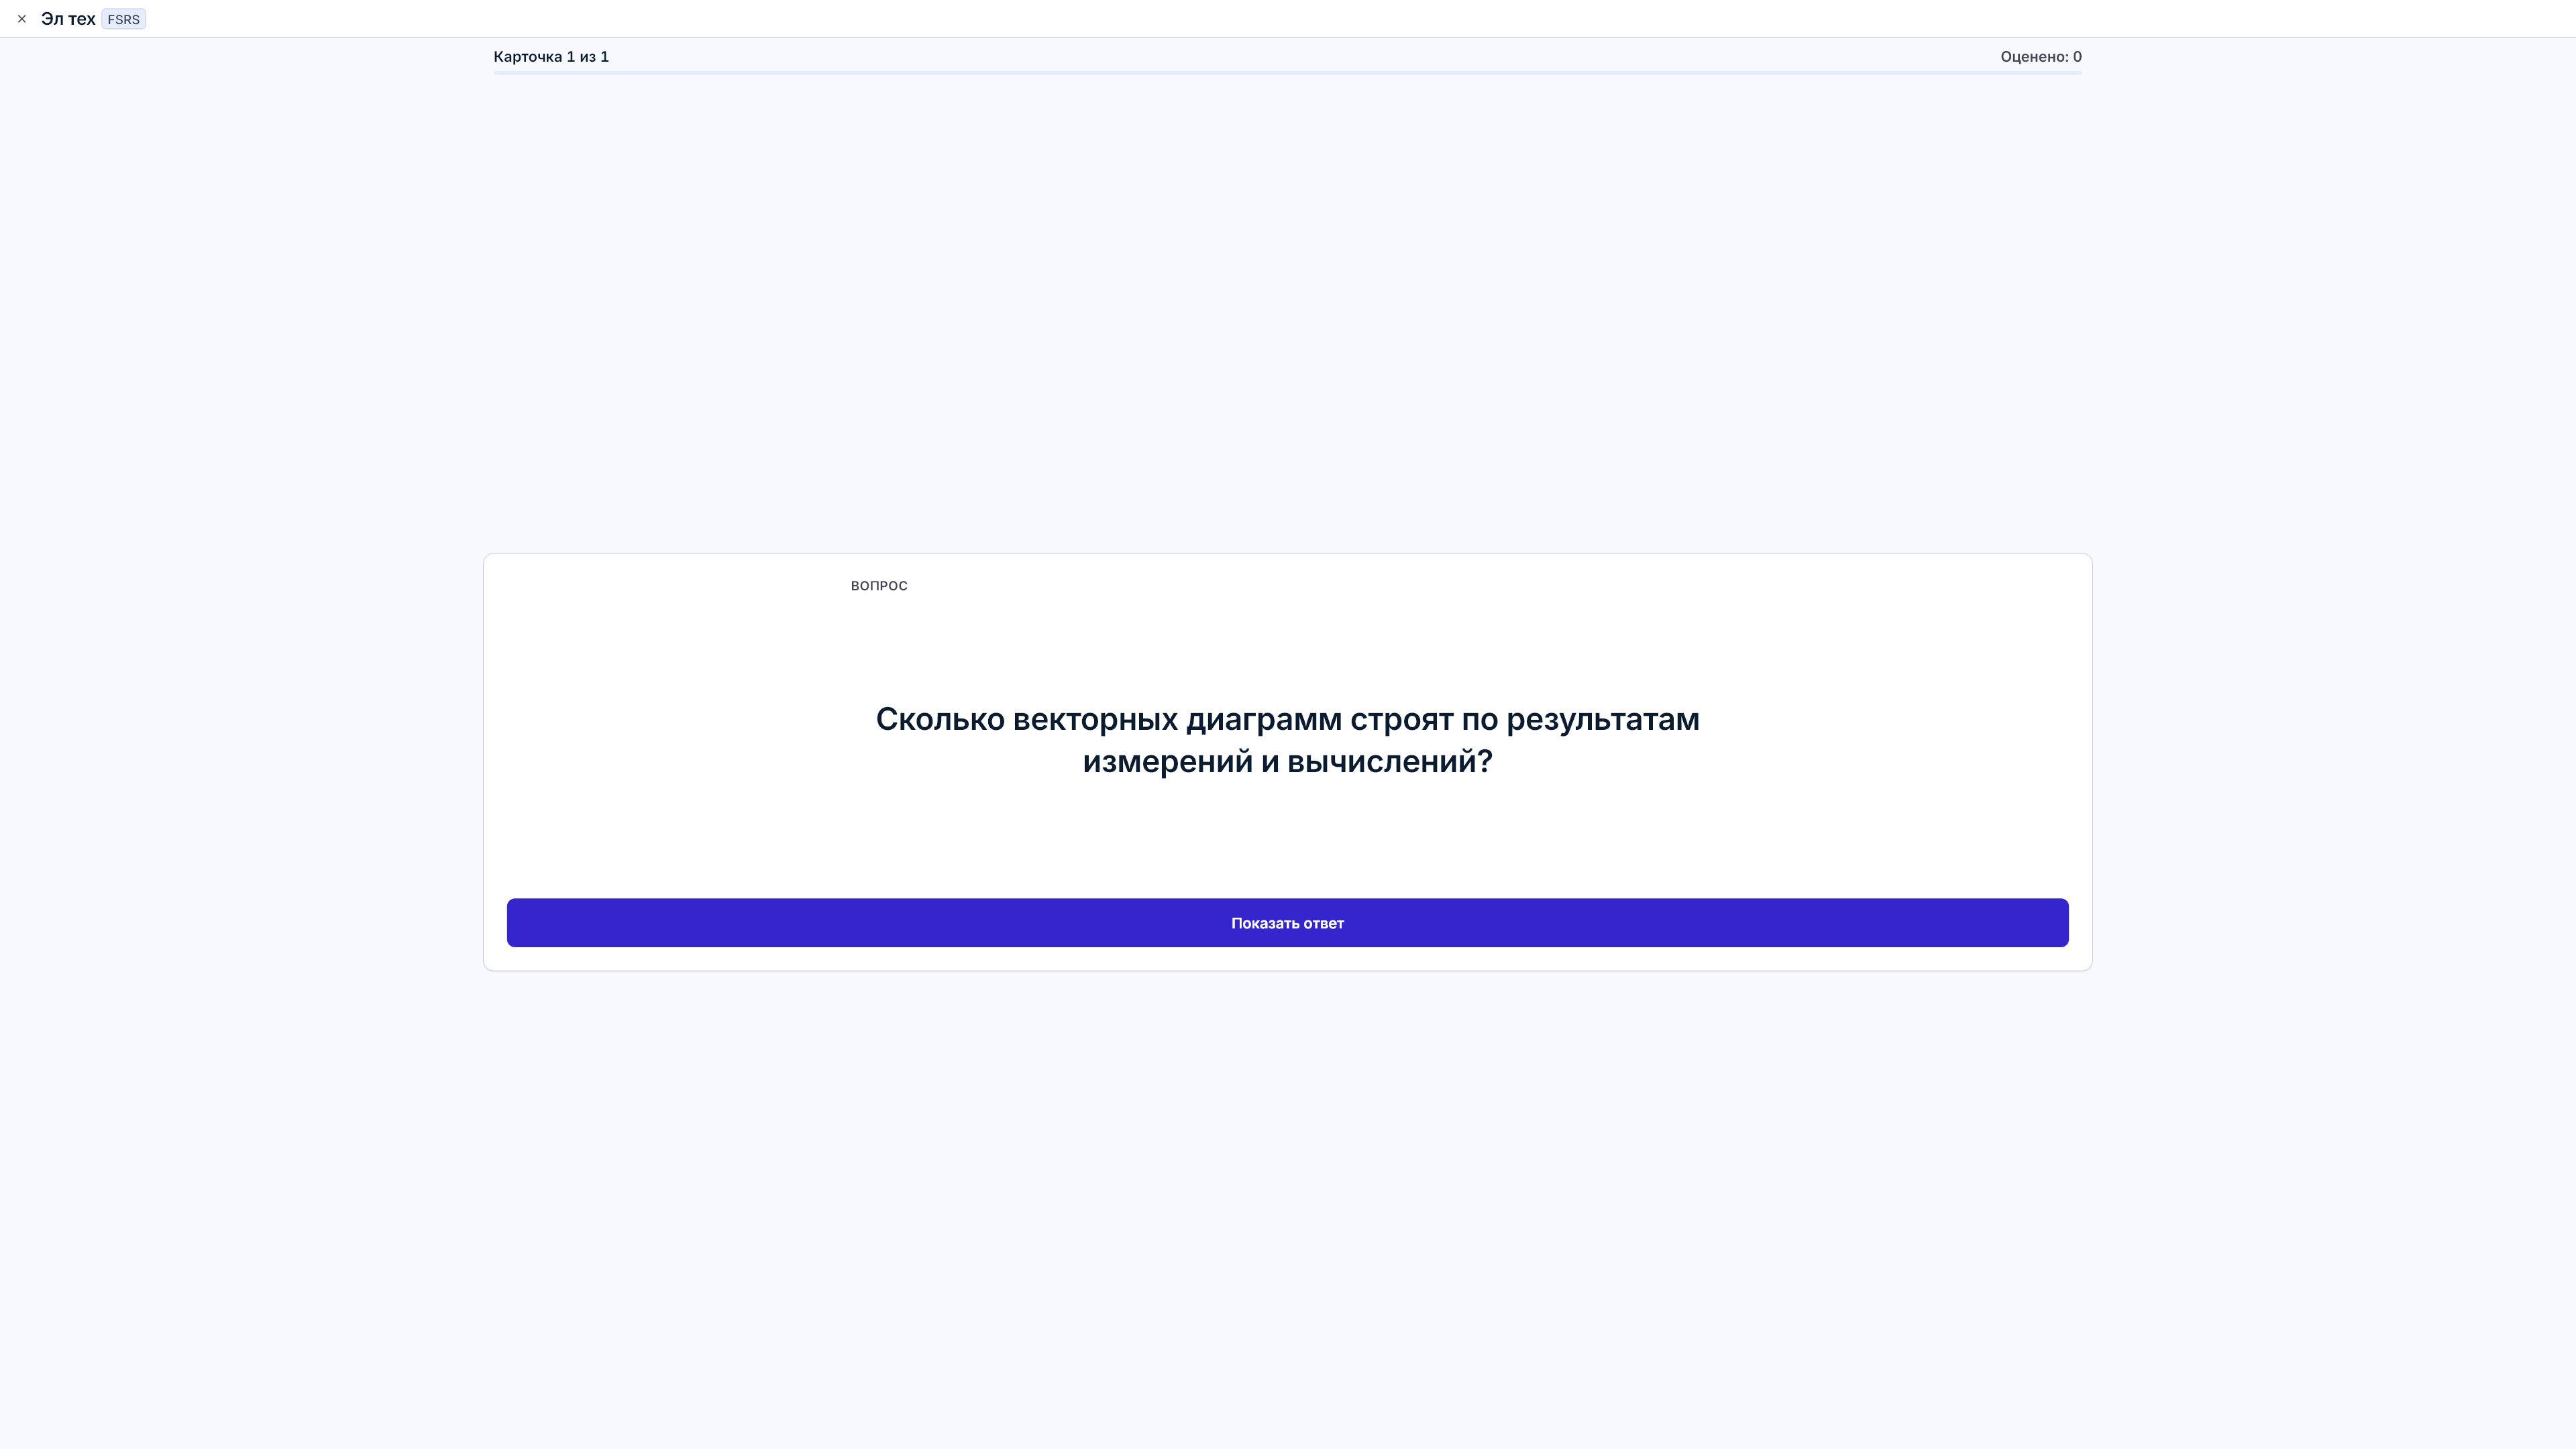 × Эл тех FSRS
Карточка 1 из 1
Оценено: 0
ВОПРОС
Сколько векторных диаграмм строят по результатам
измерений и вычислений?
Показать ответ